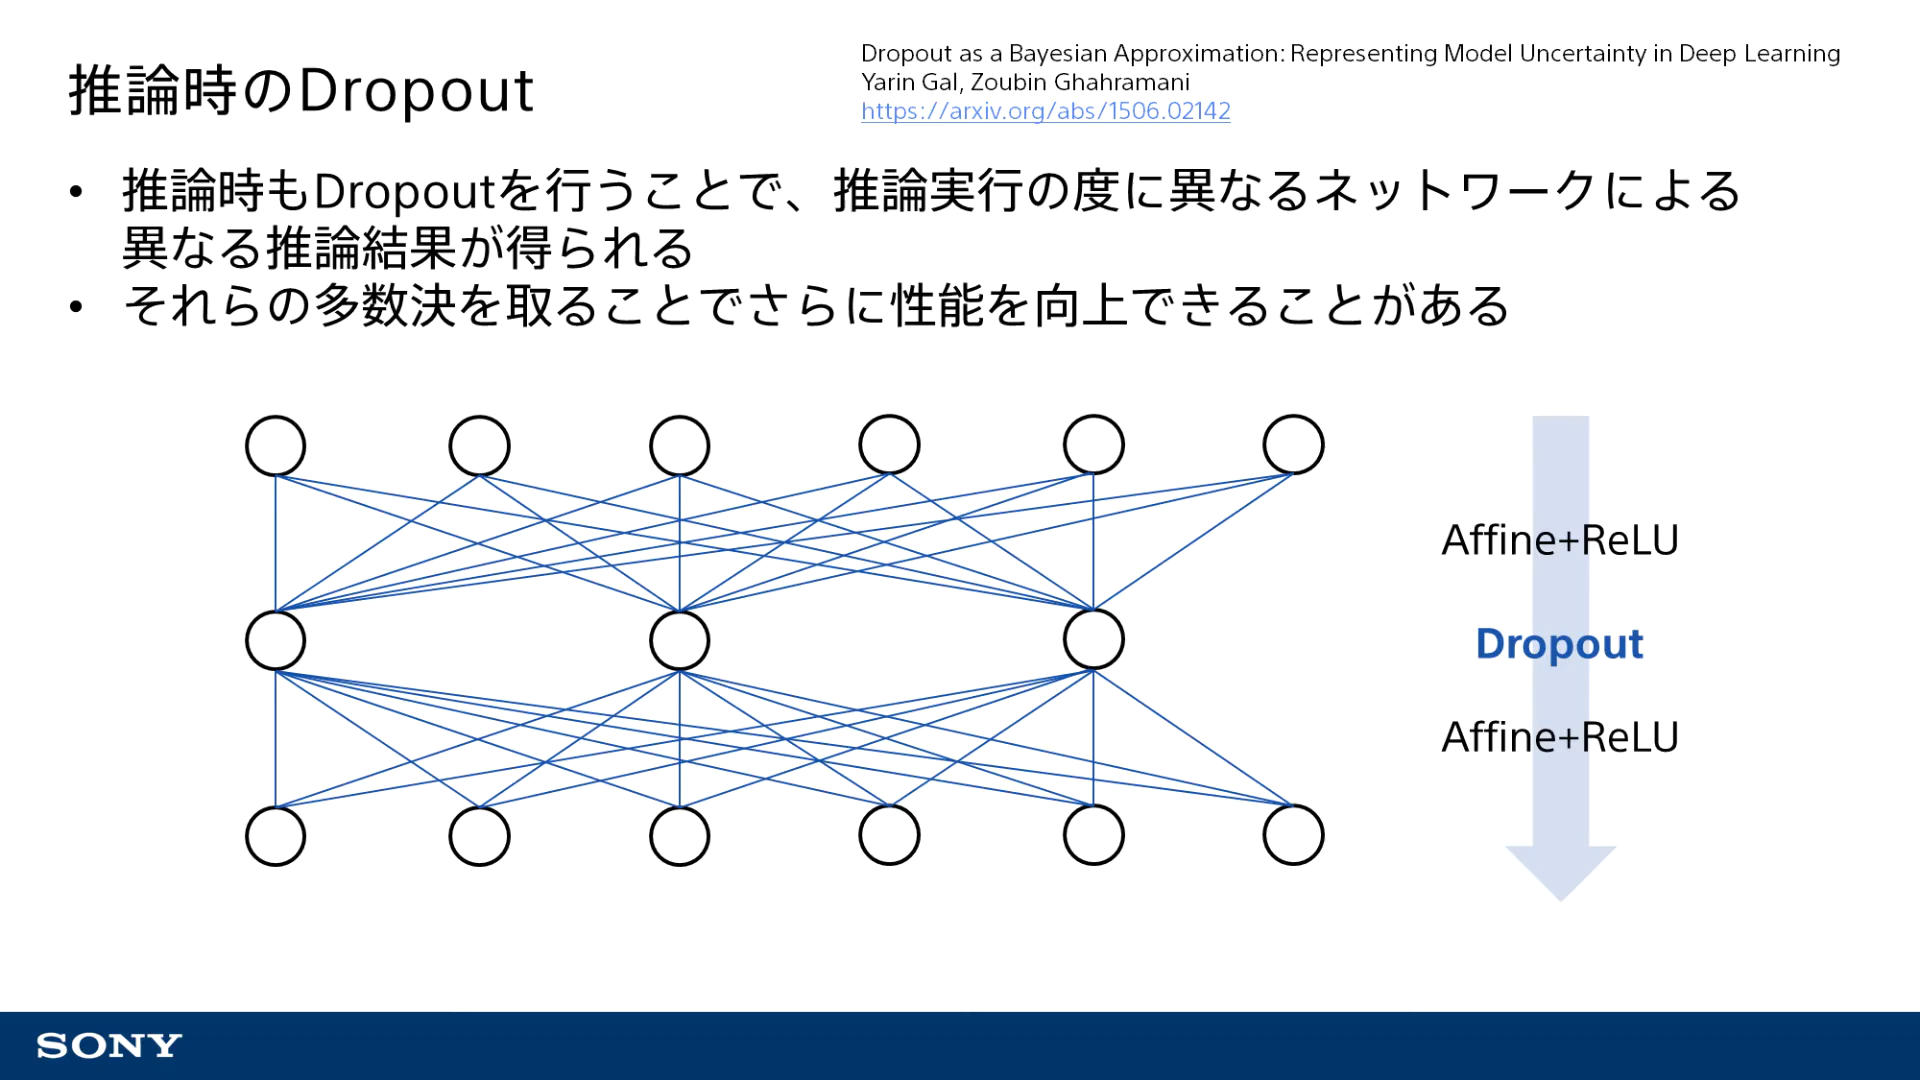 推論時のDropout
Dropout as a Bayesian Approximation: Representing Model Uncertainty in Deep Learning
Yarin Gal, Zoubin Ghahramani
https://arxiv.org/abs/1506.02142
• 推論時もDropoutを行うことで、推論実行の度に異なるネットワークによる
異なる推論結果が得られる
• それらの多数決を取ることでさらに性能を向上できることがある
Affine+ReLU
Dropout
Affine+ReLU
SONY